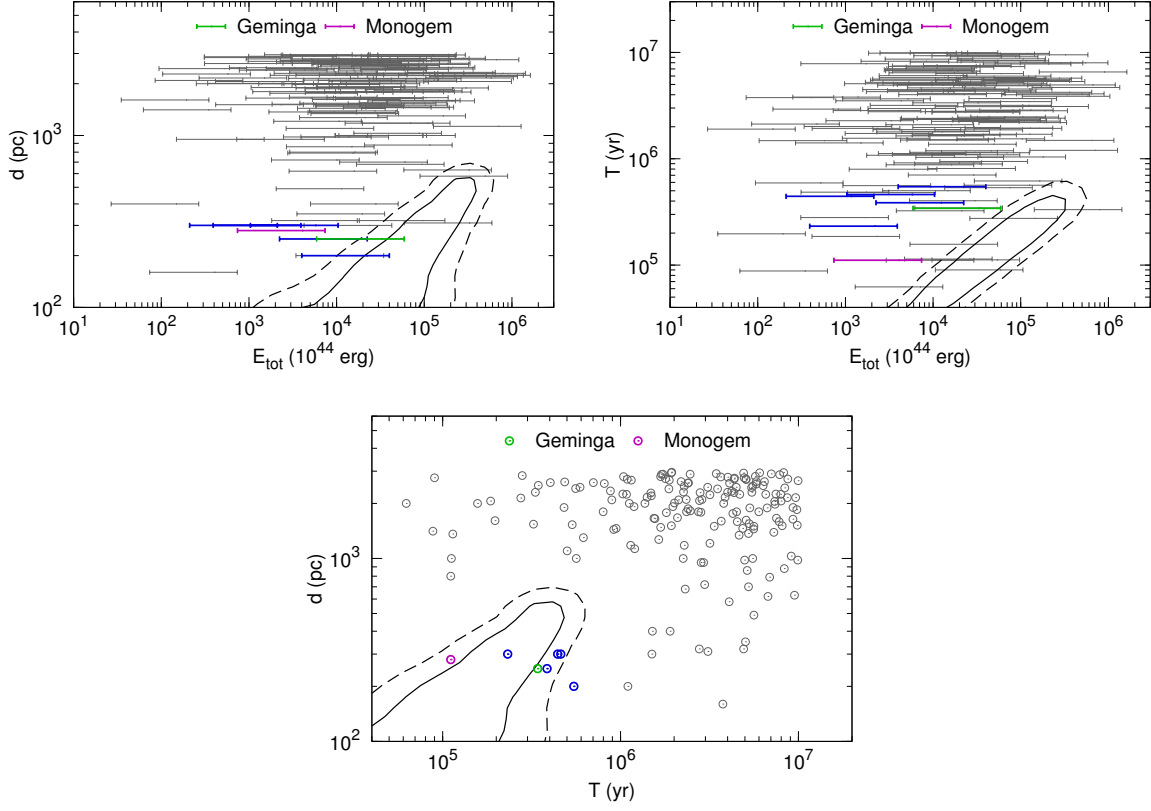 Geminga Monogem
d (pc)
10^3
10^2
10^1 10^2 10^3 10^4 10^5 10^6
E_tot (10^44 erg)
Geminga Monogem
T (yr)
10^7
10^6
10^5
10^1 10^2 10^3 10^4 10^5 10^6
E_tot (10^44 erg)
Geminga Monogem
d (pc)
10^3
10^2
10^5 10^6 10^7
T (yr)